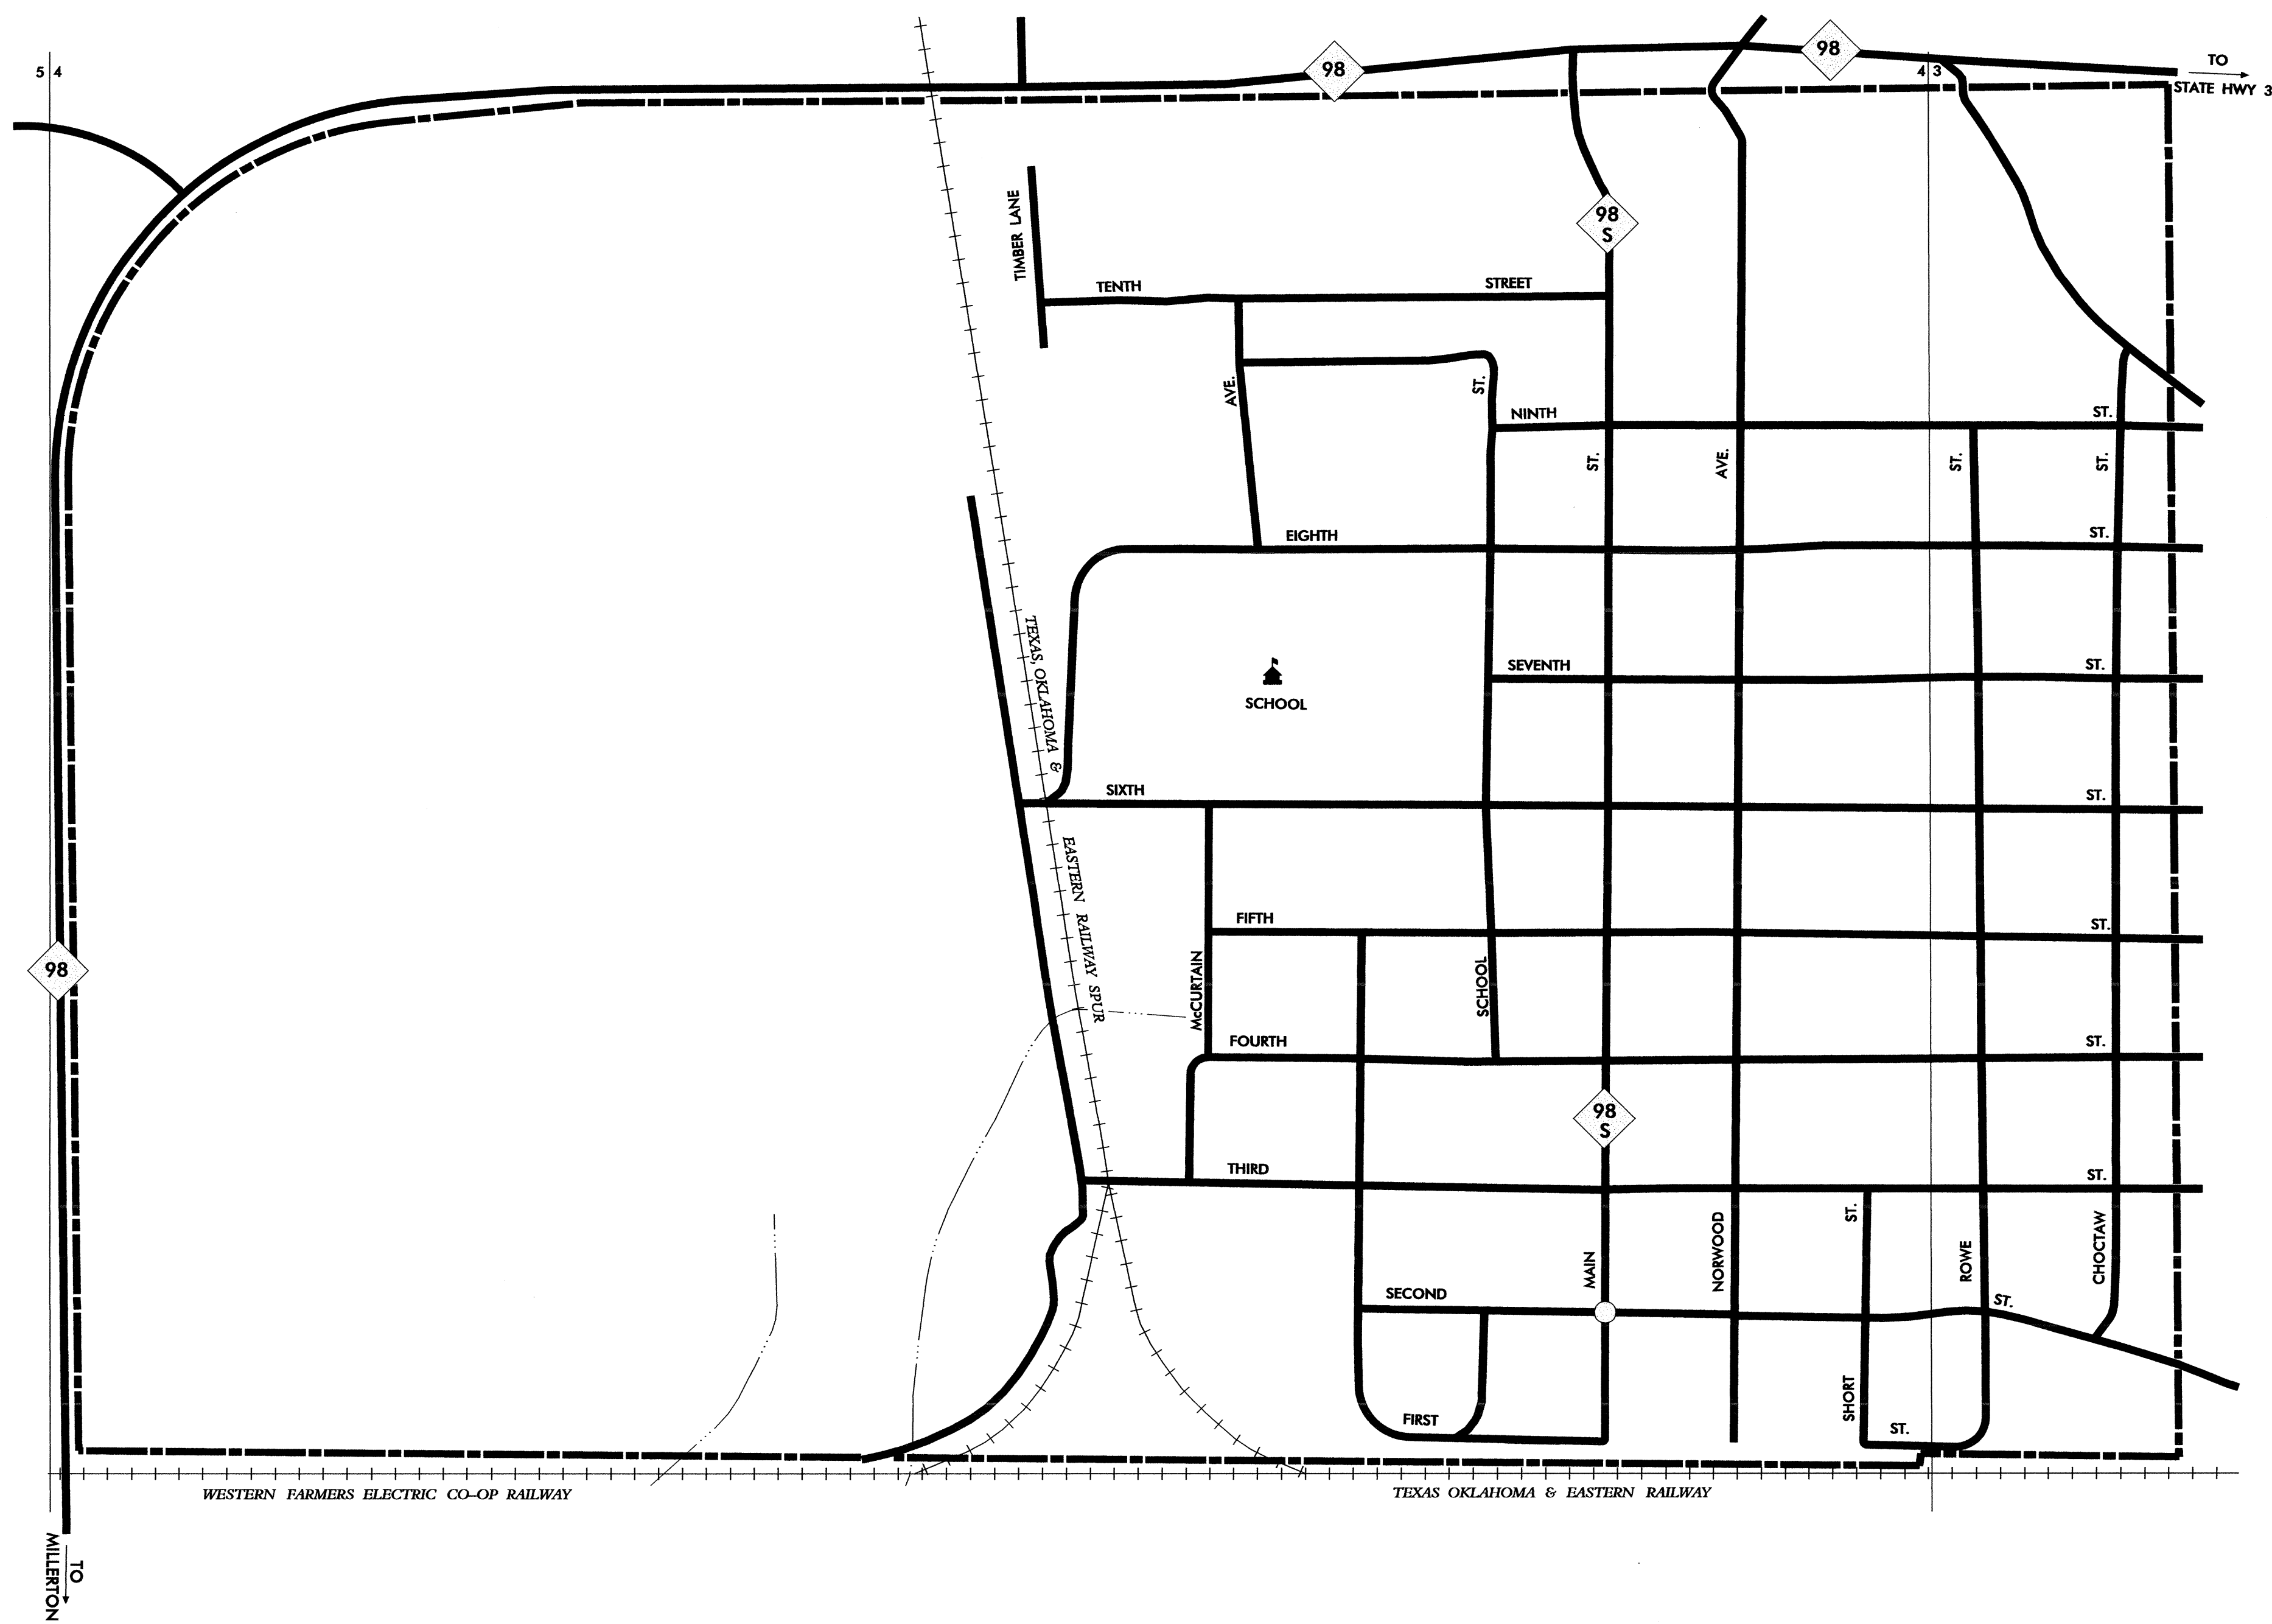 5 4
98
98
TO
STATE HWY 3
4 3
TIMBER LANE
98
S
TENTH STREET
AVE.
ST.
NINTH ST.
ST.
AVE.
ST.
ST.
EIGHTH ST.
TEXAS, OKLAHOMA &
SCHOOL
SEVENTH ST.
SIXTH ST.
EASTERN RAILWAY SPUR
FIFTH ST.
98
McCURTAIN
SCHOOL
FOURTH ST.
98
S
THIRD ST.
ST.
MAIN
NORWOOD
ROWE
CHOCTAW
SECOND ST.
SHORT
FIRST ST.
WESTERN FARMERS ELECTRIC CO-OP RAILWAY
TEXAS OKLAHOMA & EASTERN RAILWAY
TO
MILLERTON